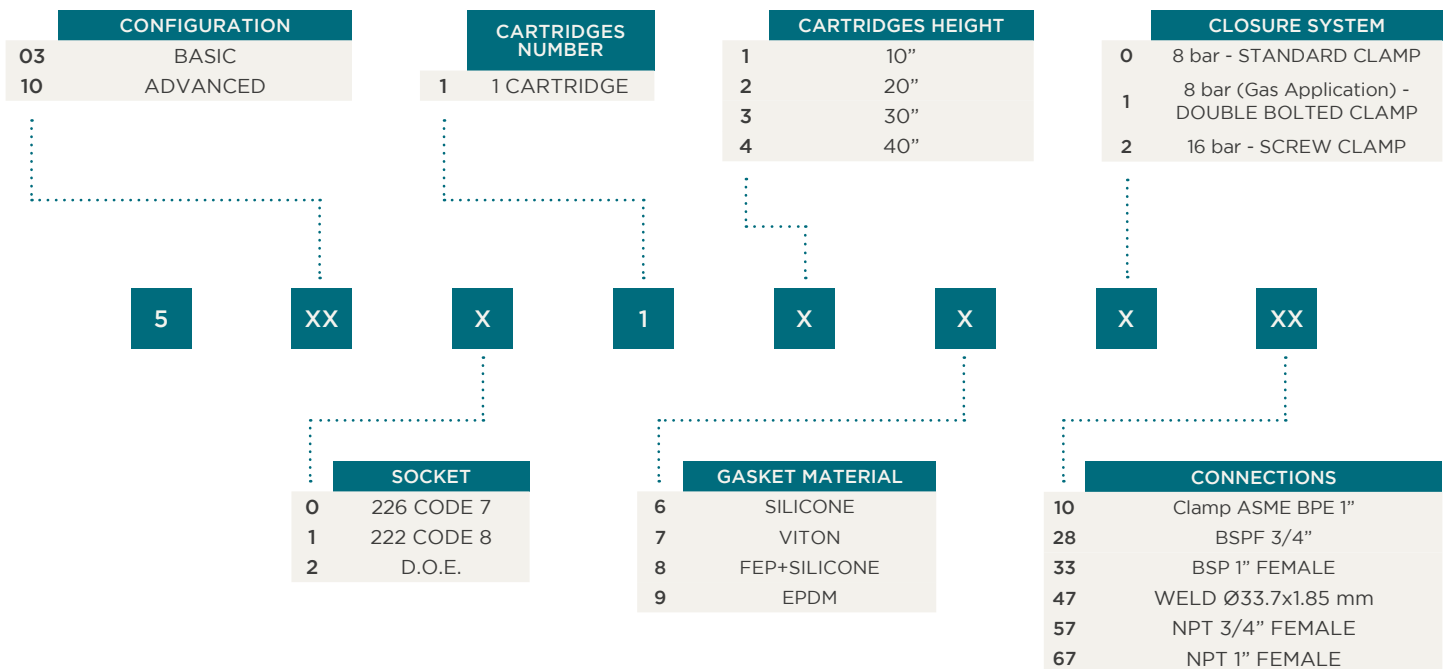 CONFIGURATION
03 BASIC
10 ADVANCED
CARTRIDGES
NUMBER
1 1 CARTRIDGE
CARTRIDGES HEIGHT
1 10”
2 20”
3 30”
4 40”
CLOSURE SYSTEM
0 8 bar - STANDARD CLAMP
1 8 bar (Gas Application) -
DOUBLE BOLTED CLAMP
2 16 bar - SCREW CLAMP
5 XX X 1 X X X XX
SOCKET
0 226 CODE 7
1 222 CODE 8
2 D.O.E.
GASKET MATERIAL
6 SILICONE
7 VITON
8 FEP+SILICONE
9 EPDM
CONNECTIONS
10 Clamp ASME BPE 1”
28 BSPF 3/4”
33 BSP 1” FEMALE
47 WELD Ø33.7x1.85 mm
57 NPT 3/4” FEMALE
67 NPT 1” FEMALE